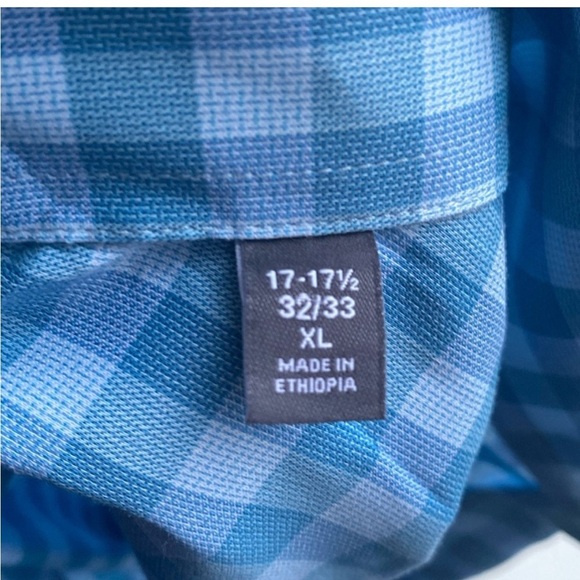 17-17½
32/33
XL
MADE IN
ETHIOPIA